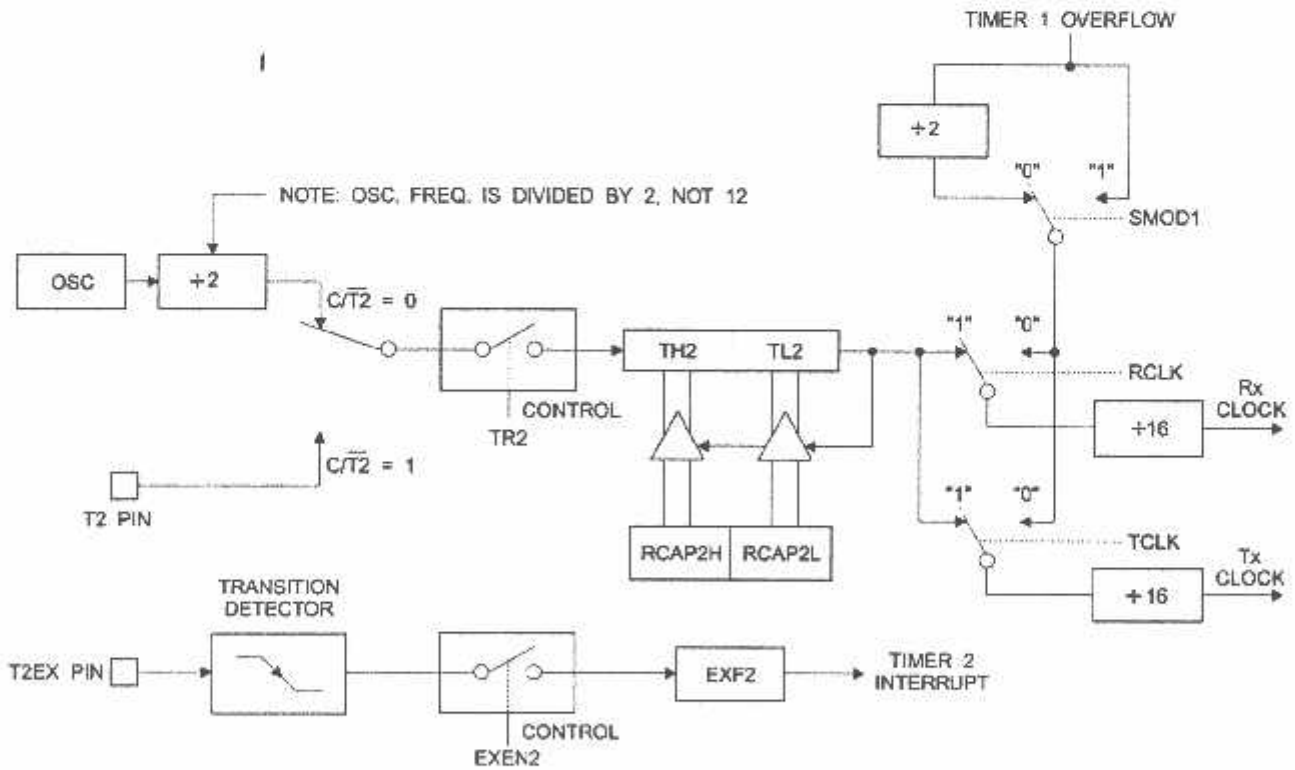 TIMER 1 OVERFLOW
÷2
"0" "1"
NOTE: OSC. FREQ. IS DIVIDED BY 2, NOT 12
SMOD1
OSC
÷2
C/T2 = 0
"1" "0"
TH2 TL2
RCLK
CONTROL
TR2
÷16
Rx
CLOCK
C/T2 = 1
T2 PIN
"1" "0"
RCAP2H RCAP2L
TCLK
÷16
Tx
CLOCK
TRANSITION
DETECTOR
T2EX PIN
EXF2
TIMER 2
INTERRUPT
CONTROL
EXEN2